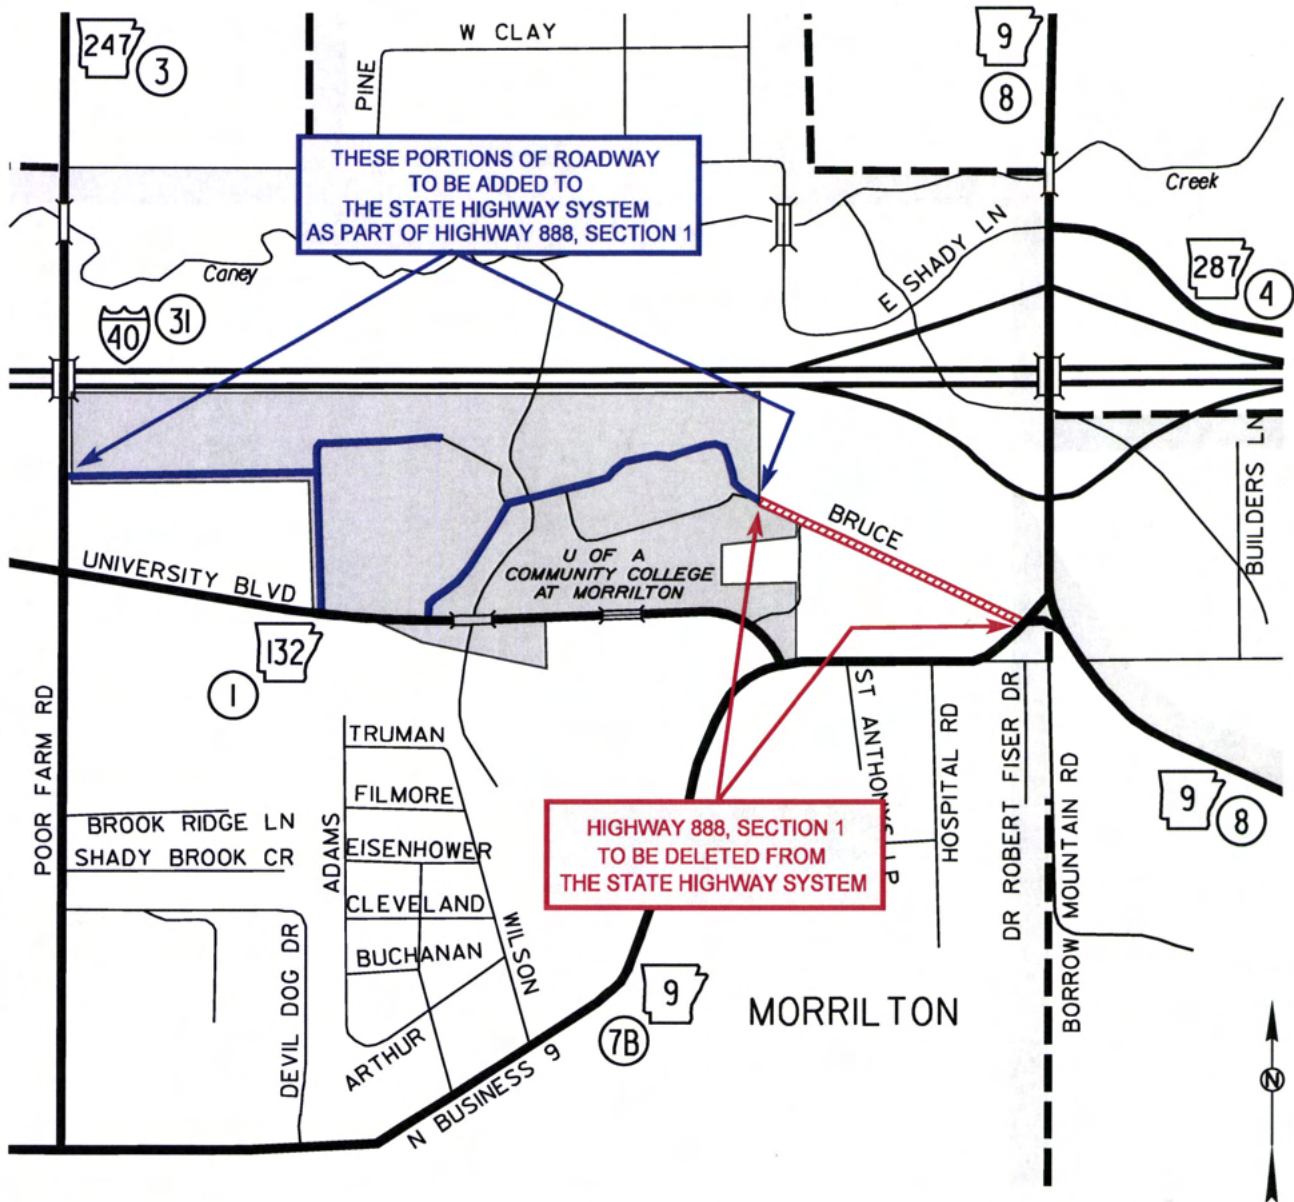 247
3
W CLAY
PINE
9
8
THESE PORTIONS OF ROADWAY
TO BE ADDED TO
THE STATE HIGHWAY SYSTEM
AS PART OF HIGHWAY 888, SECTION 1
Creek
Caney
E SHADY LN
287
4
40
31
BUILDERS LN
BRUCE
UNIVERSITY BLVD
U OF A
COMMUNITY COLLEGE
AT MORRILTON
132
1
POOR FARM RD
ST ANTHONYS LP
HOSPITAL RD
DR ROBERT FISER DR
BORROW MOUNTAIN RD
TRUMAN
FILMORE
ADAMS
EISENHOWER
CLEVELAND
BUCHANAN
WILSON
ARTHUR
BROOK RIDGE LN
SHADY BROOK CR
DEVIL DOG DR
HIGHWAY 888, SECTION 1
TO BE DELETED FROM
THE STATE HIGHWAY SYSTEM
9
8
9
7B
MORRILTON
N BUSINESS 9
N